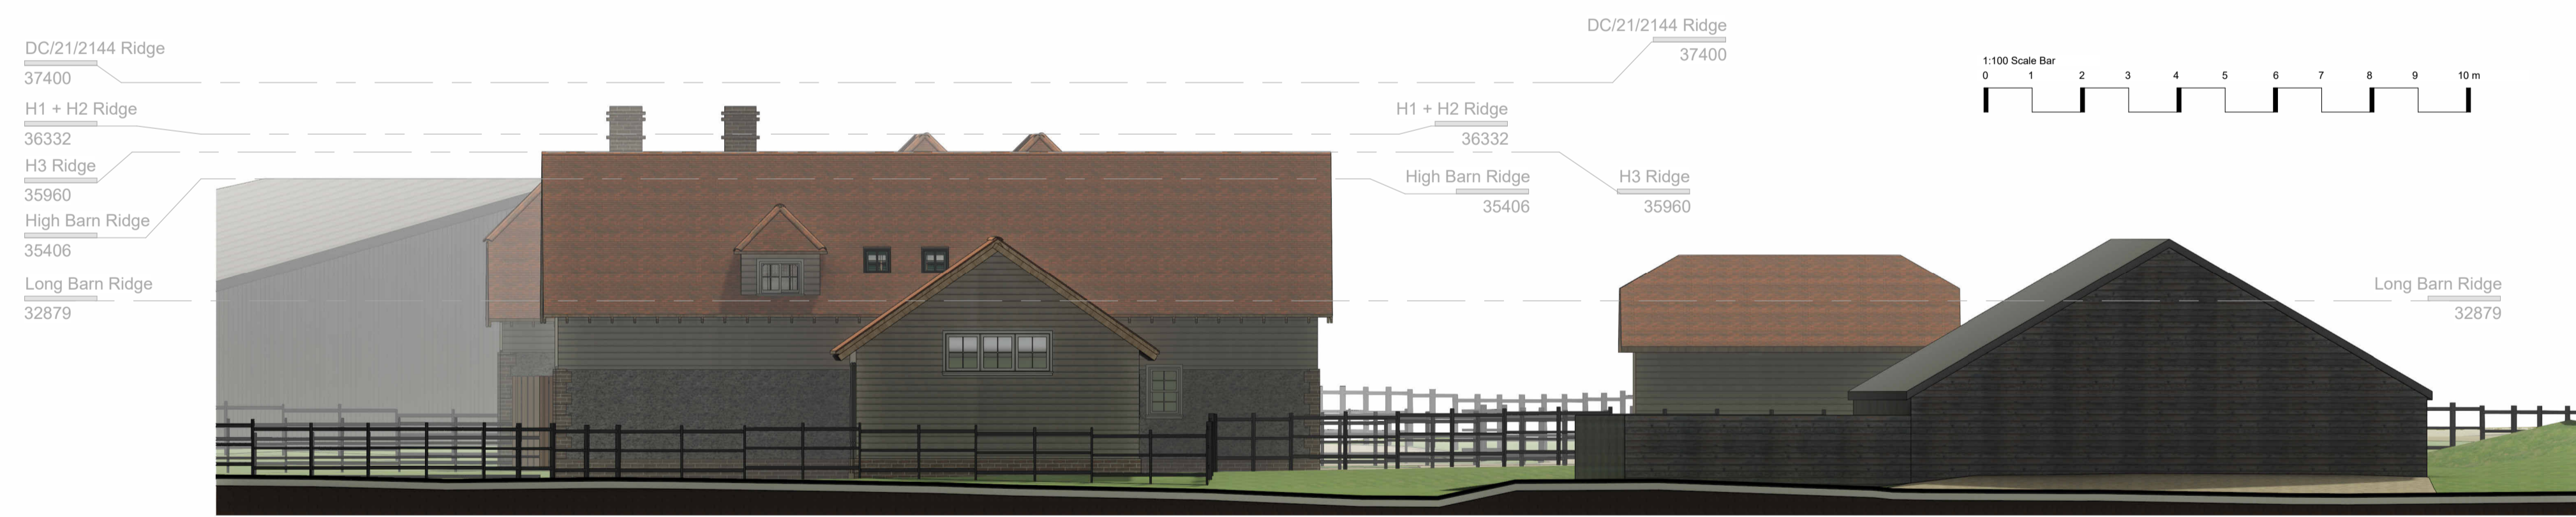 DC/21/2144 Ridge
37400
H1 + H2 Ridge
36332
H3 Ridge
35960
High Barn Ridge
35406
Long Barn Ridge
32879
DC/21/2144 Ridge
37400
H1 + H2 Ridge
36332
High Barn Ridge
35406
H3 Ridge
35960
1:100 Scale Bar
0 1 2 3 4 5 6 7 8 9 10 m
Long Barn Ridge
32879